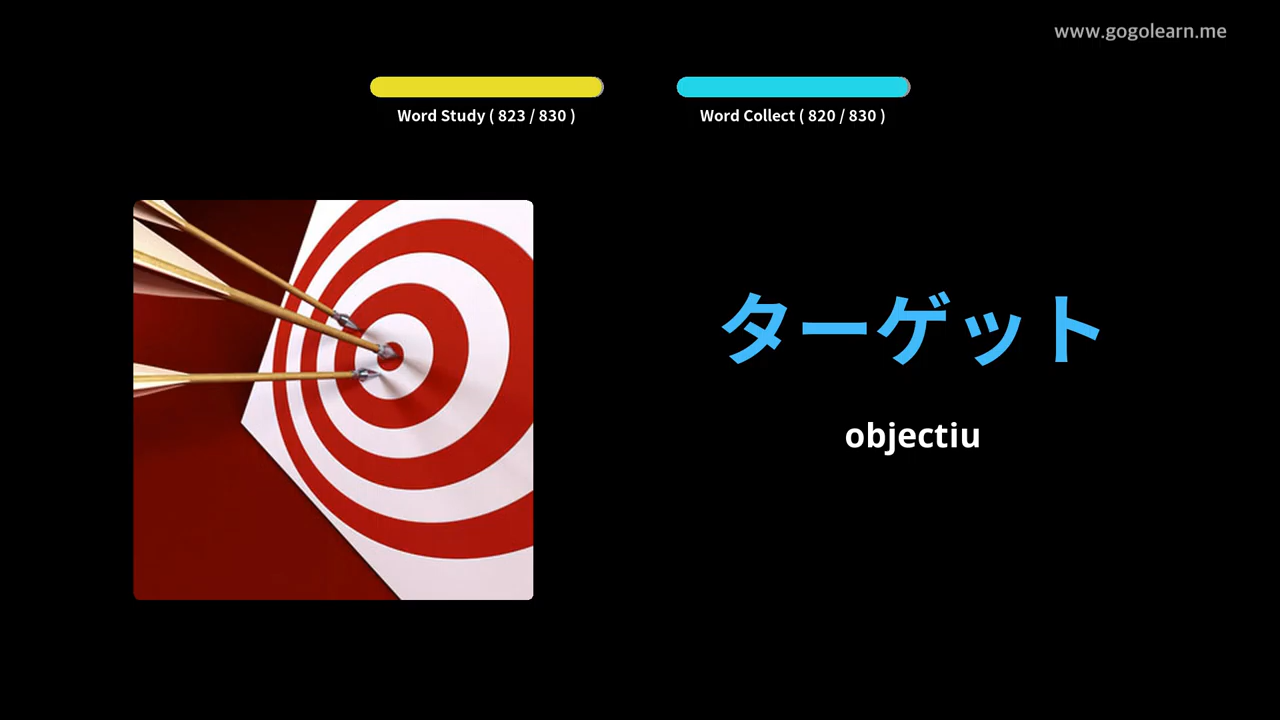 www.gogolearn.me
Word Study ( 823 / 830 )
Word Collect ( 820 / 830 )
ターゲット
objectiu